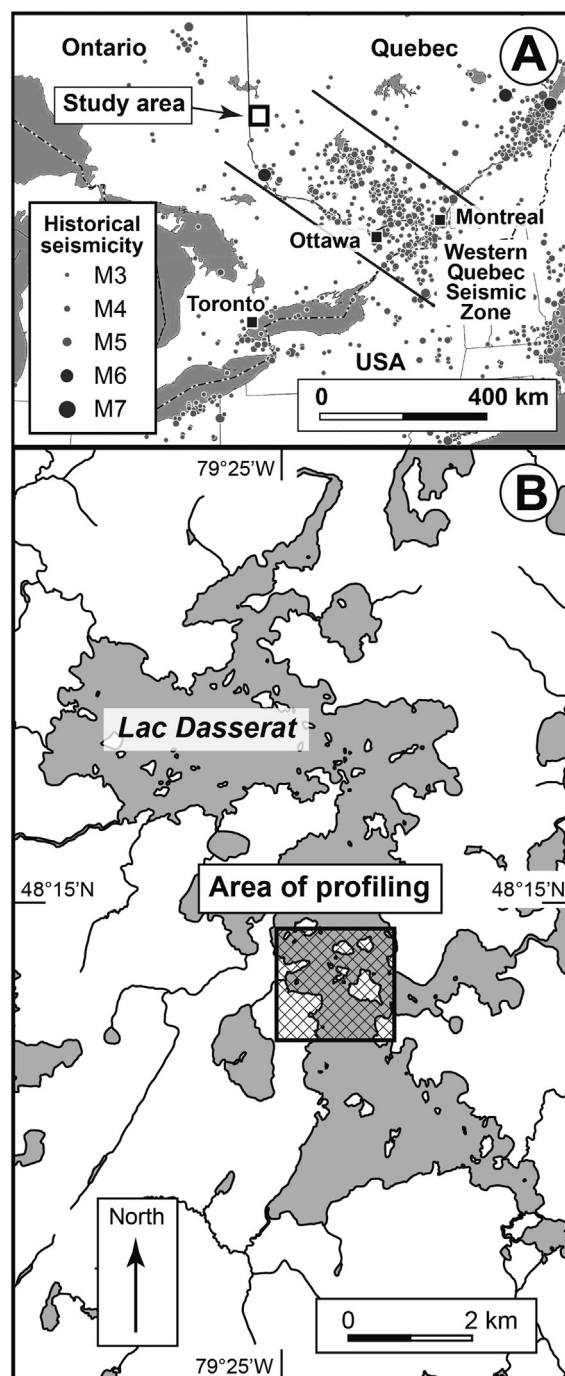 Ontario
Quebec
A
Study area
Historical
seismicity
M3
M4
M5
M6
M7
Montreal
Ottawa
Western
Quebec
Seismic
Zone
Toronto
USA
0 400 km
79°25'W
B
Lac Dasserat
Area of profiling
48°15'N
48°15'N
North
0 2 km
79°25'W